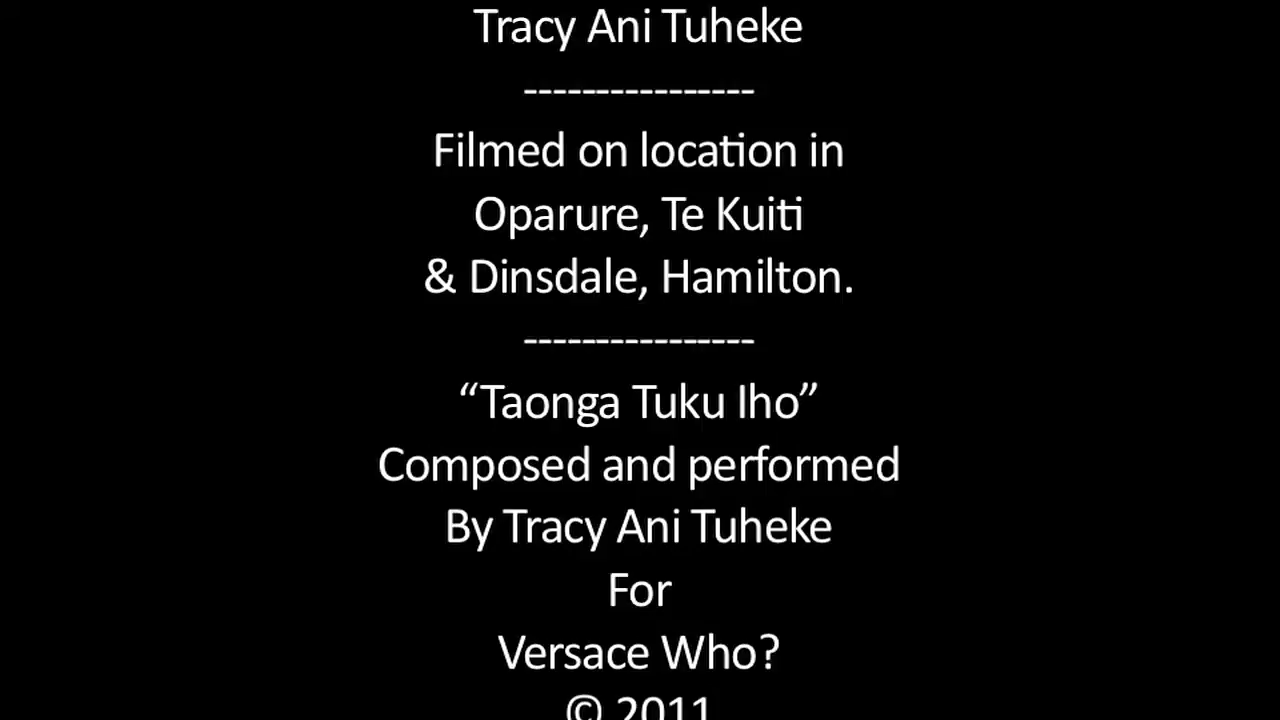 Tracy Ani Tuheke
----------------
Filmed on location in
Oparure, Te Kuiti
& Dinsdale, Hamilton.
----------------
“Taonga Tuku Iho”
Composed and performed
By Tracy Ani Tuheke
For
Versace Who?
© 2011